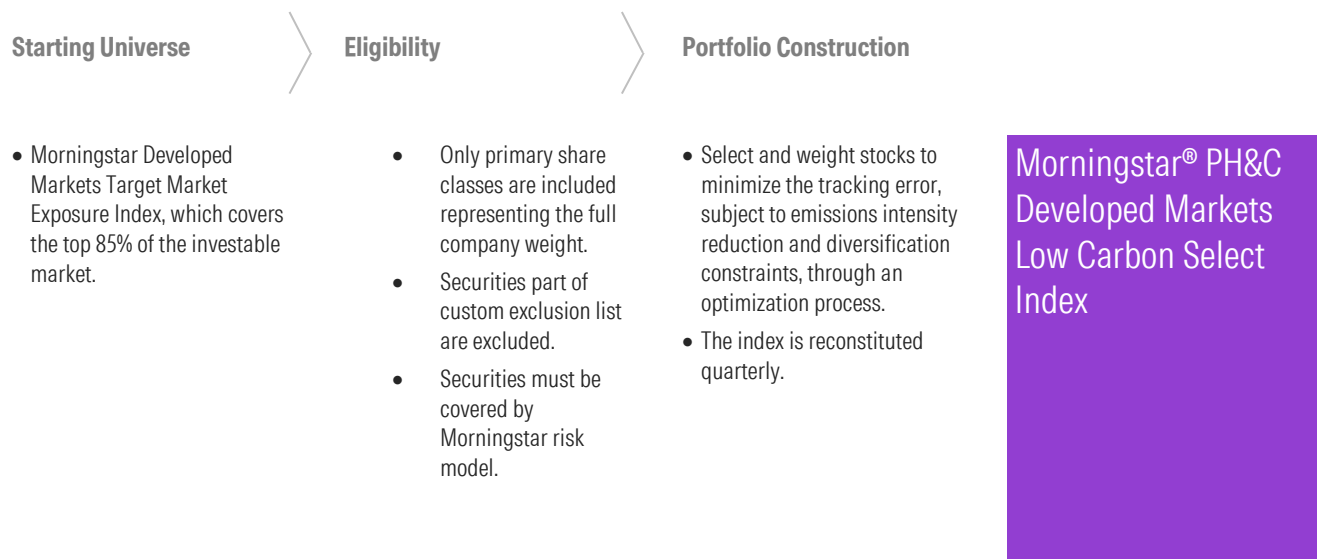 Starting Universe
Eligibility
Portfolio Construction
• Morningstar Developed
Markets Target Market
Exposure Index, which covers
the top 85% of the investable
market.
• Only primary share
classes are included
representing the full
company weight.
• Securities part of
custom exclusion list
are excluded.
• Securities must be
covered by
Morningstar risk
model.
• Select and weight stocks to
minimize the tracking error,
subject to emissions intensity
reduction and diversification
constraints, through an
optimization process.
• The index is reconstituted
quarterly.
Morningstar® PH&C
Developed Markets
Low Carbon Select
Index